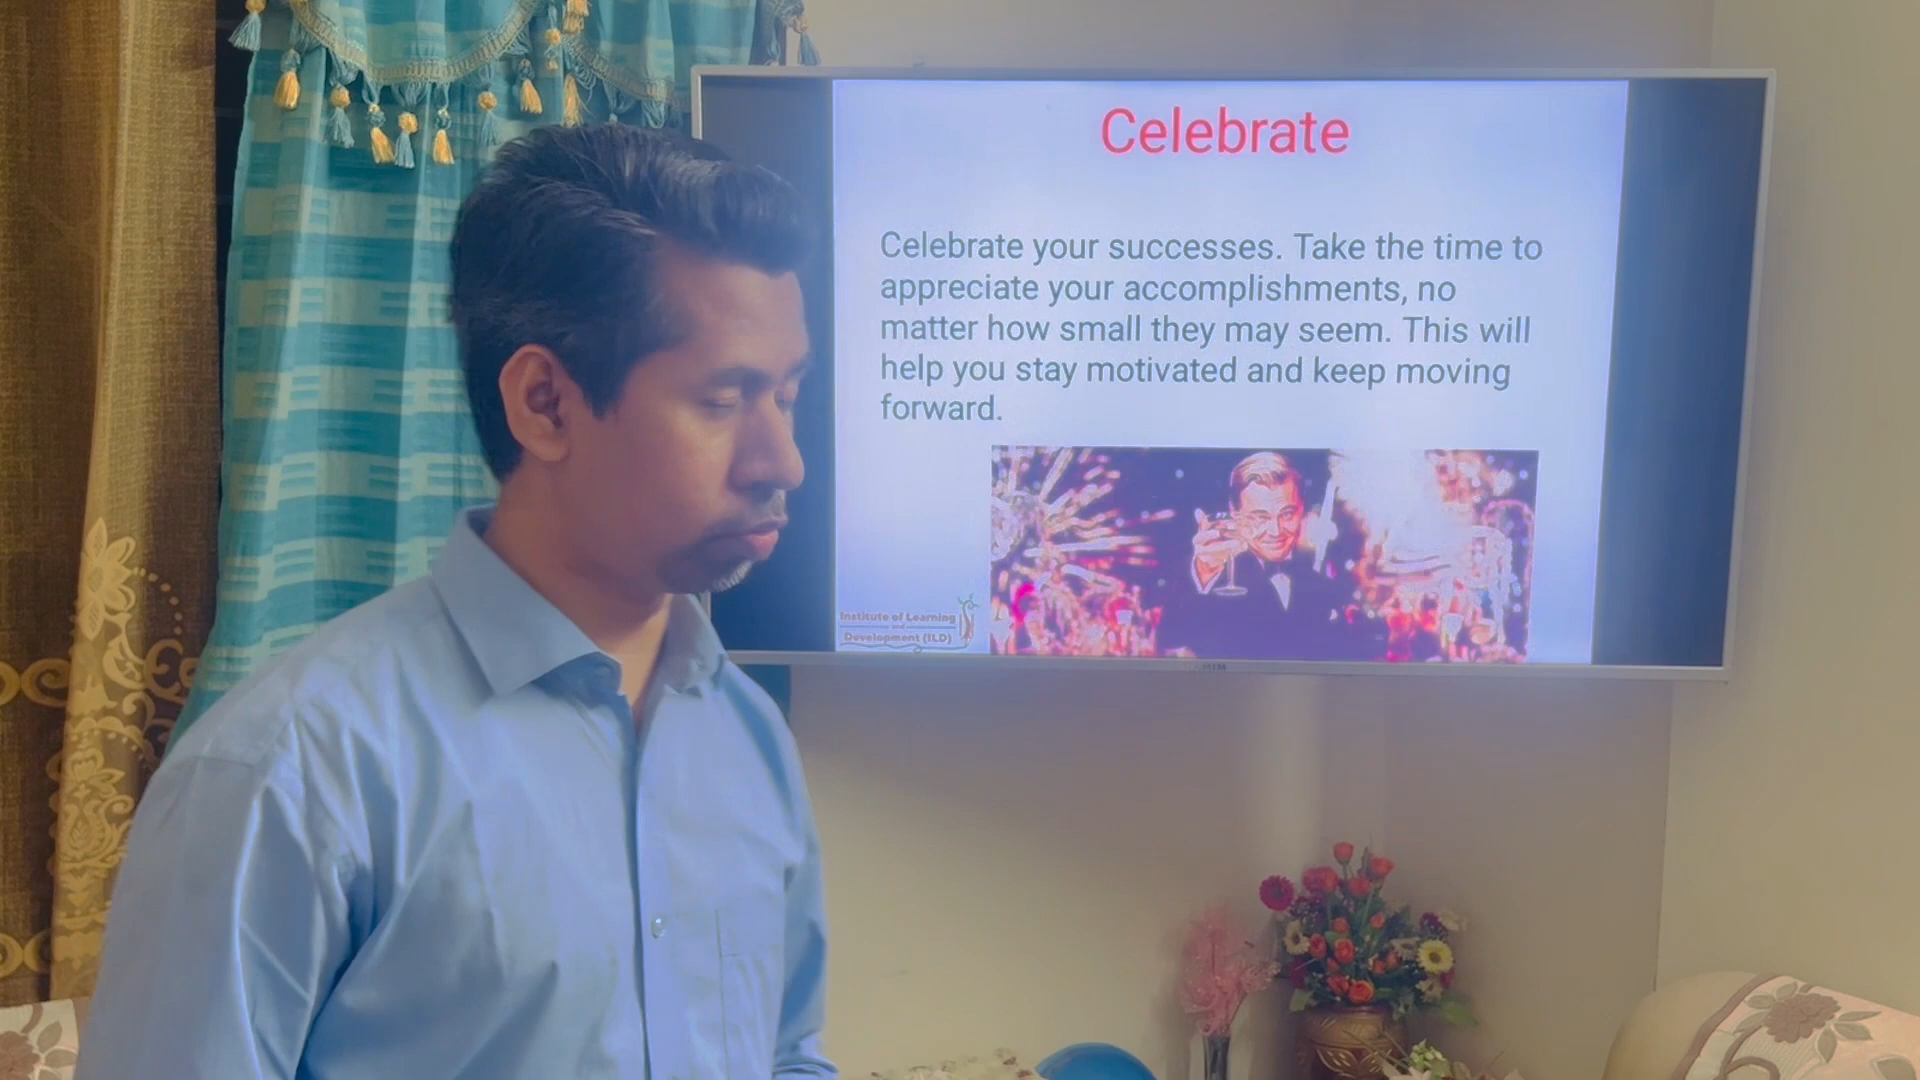 Celebrate
Celebrate your successes. Take the time to
appreciate your accomplishments, no
matter how small they may seem. This will
help you stay motivated and keep moving
forward.
Institute of Learning
and
Development (ILD)